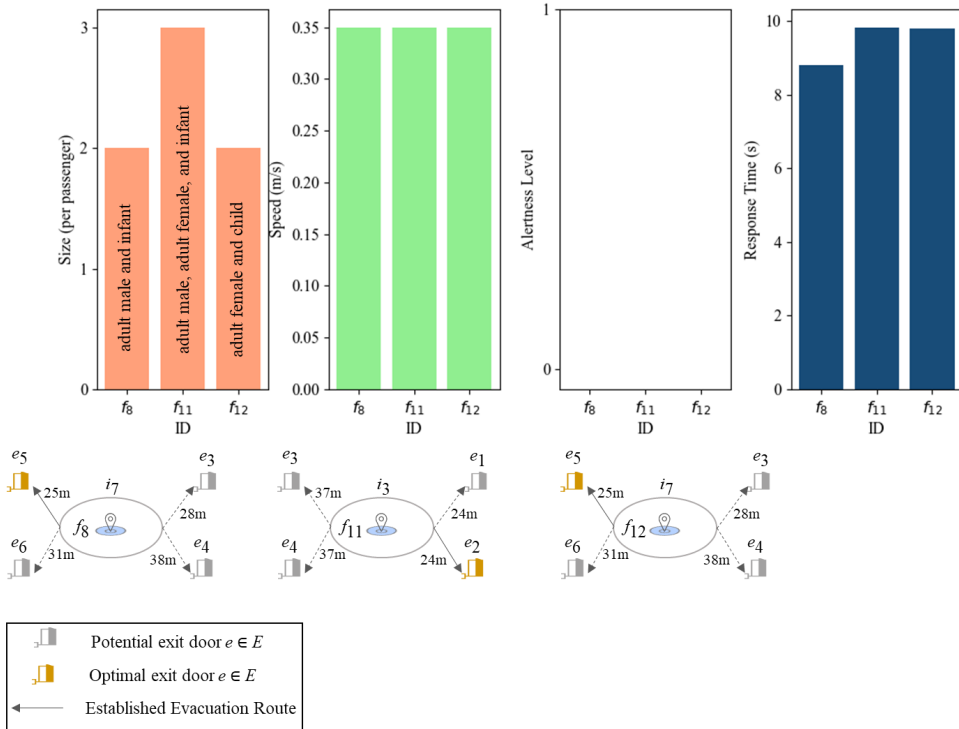 Size (per passenger)
3
2
1
0
adult male and infant
adult male, adult female, and infant
adult female and child
f8
f11
f12
ID
Speed (m/s)
0.35
0.30
0.25
0.20
0.15
0.10
0.05
0.00
f8
f11
f12
ID
Alertness Level
1
0
f8
f11
f12
ID
Response Time (s)
10
8
6
4
2
0
f8
f11
f12
ID
e5
e3
i7
25m
28m
f8
31m
38m
e6
e4
e3
e1
i3
37m
24m
f11
37m
24m
e4
e2
e5
e3
i7
25m
28m
f12
31m
38m
e6
e4
Potential exit door e ∈ E
Optimal exit door e ∈ E
Established Evacuation Route